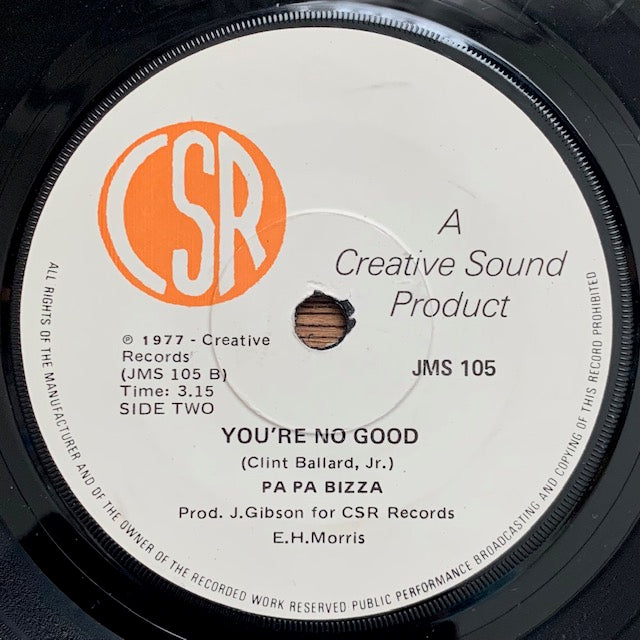 CSR
A
Creative Sound
Product
℗ 1977 - Creative
Records
(JMS 105 B)
Time: 3.15
SIDE TWO
JMS 105
YOU'RE NO GOOD
(Clint Ballard, Jr.)
PA PA BIZZA
Prod. J.Gibson for CSR Records
E.H.Morris
ALL RIGHTS OF THE MANUFACTURER AND OF THE OWNER OF THE RECORDED WORK RESERVED PUBLIC PERFORMANCE BROADCASTING AND COPYING OF THIS RECORD PROHIBITED